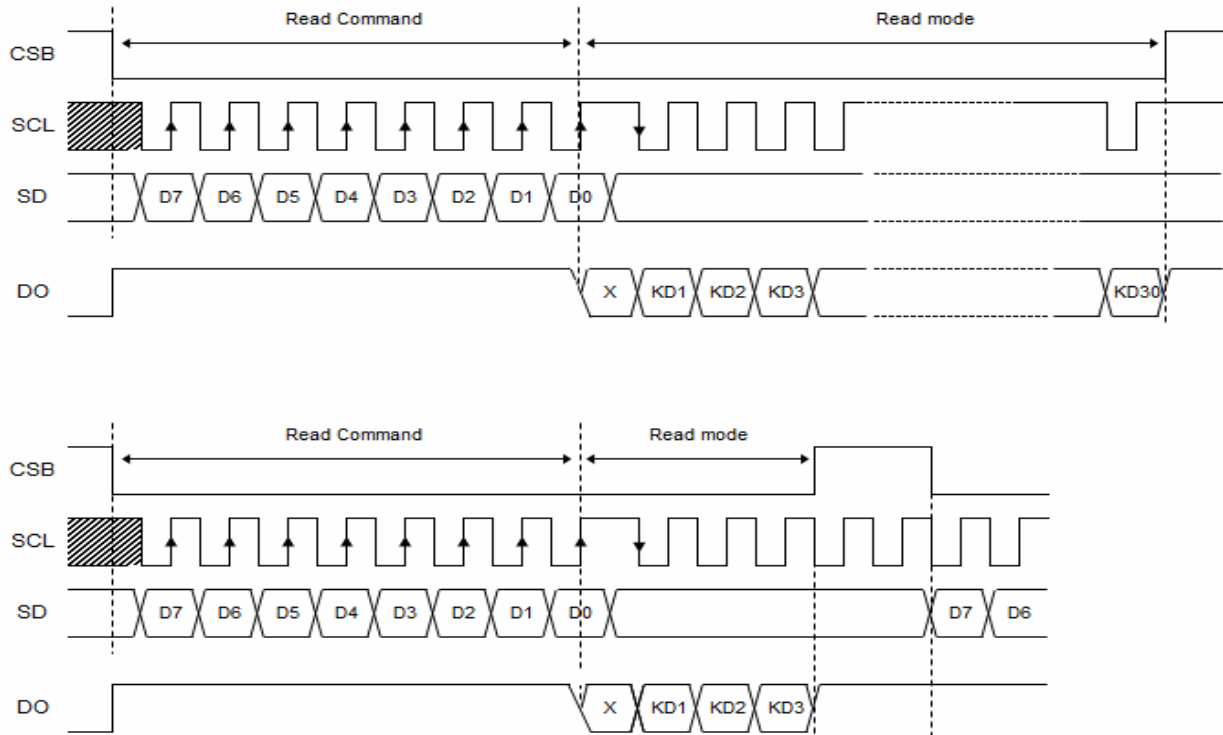 Read Command Read mode
CSB
SCL
SD D7 D6 D5 D4 D3 D2 D1 D0
DO X KD1 KD2 KD3 KD30
Read Command Read mode
CSB
SCL
SD D7 D6 D5 D4 D3 D2 D1 D0 D7 D6
DO X KD1 KD2 KD3